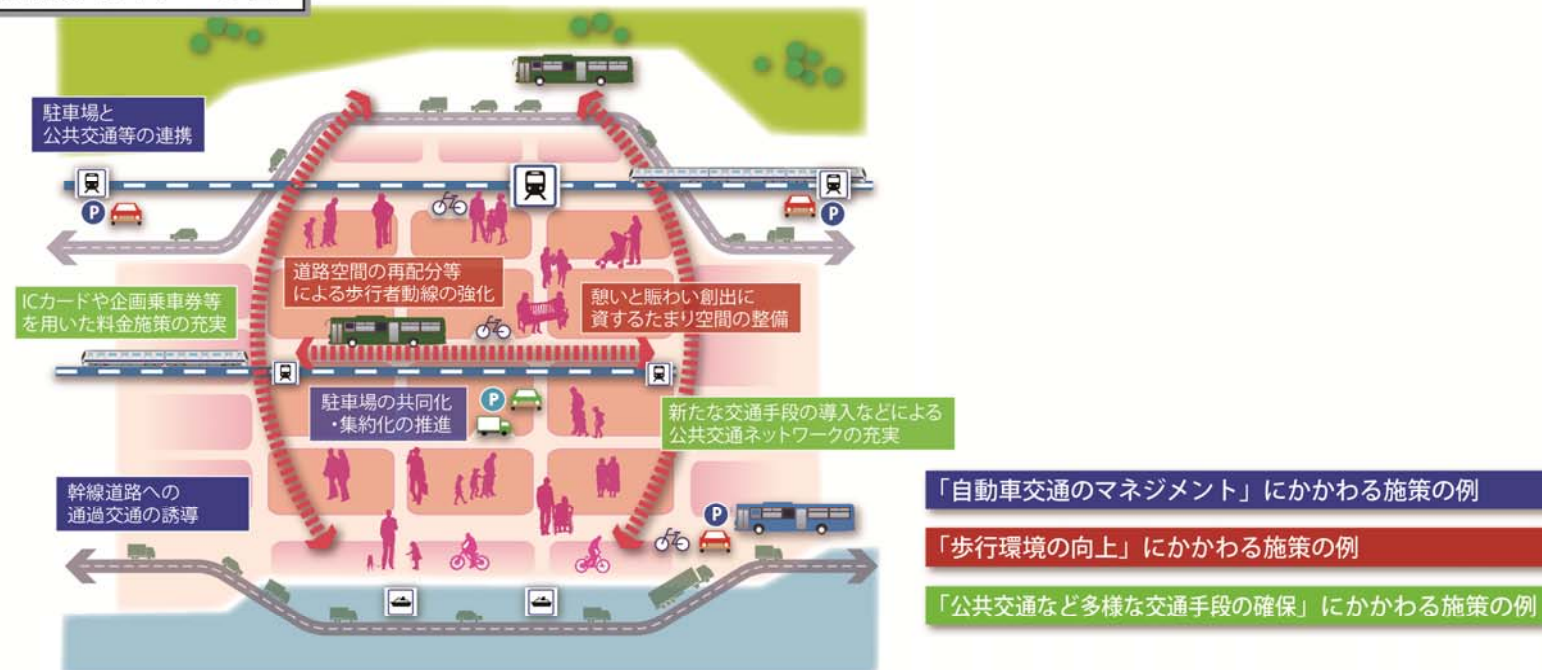 駐車場と
公共交通等の連携
P
P
道路空間の再配分等
による歩行者動線の強化
ICカードや企画乗車券等
を用いた料金施策の充実
憩いと賑わい創出に
資するたまり空間の整備
駐車場の共同化
・集約化の推進
P
新たな交通手段の導入などによる
公共交通ネットワークの充実
幹線道路への
通過交通の誘導
P
「自動車交通のマネジメント」にかかわる施策の例
「歩行環境の向上」にかかわる施策の例
「公共交通など多様な交通手段の確保」にかかわる施策の例